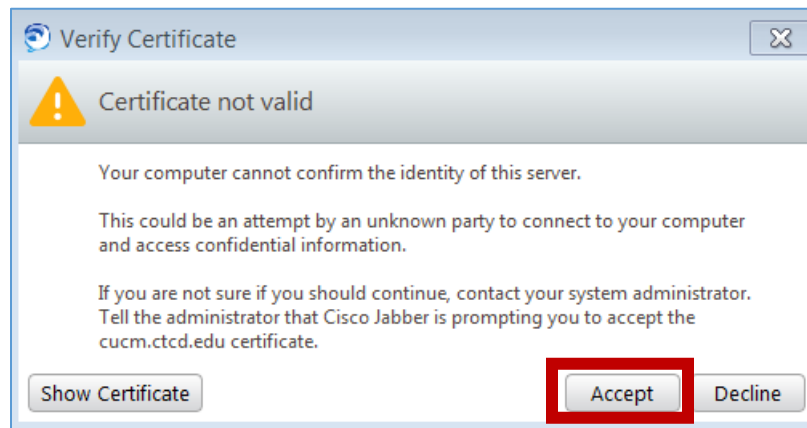 Verify Certificate
Certificate not valid
Your computer cannot confirm the identity of this server.
This could be an attempt by an unknown party to connect to your computer
and access confidential information.
If you are not sure if you should continue, contact your system administrator.
Tell the administrator that Cisco Jabber is prompting you to accept the
cucm.ctcd.edu certificate.
Show Certificate Accept Decline